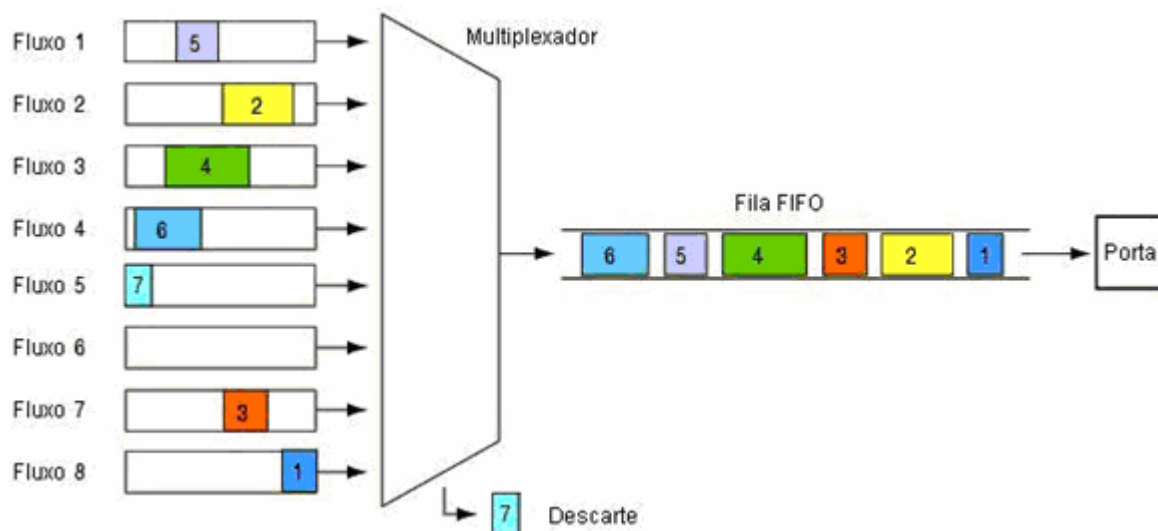 Fluxo 1
5
Multiplexador
Fluxo 2
2
Fluxo 3
4
Fluxo 4
6
Fila FIFO
6 5 4 3 2 1
Porta
Fluxo 5
7
Fluxo 6
Fluxo 7
3
Fluxo 8
1
7
Descarte